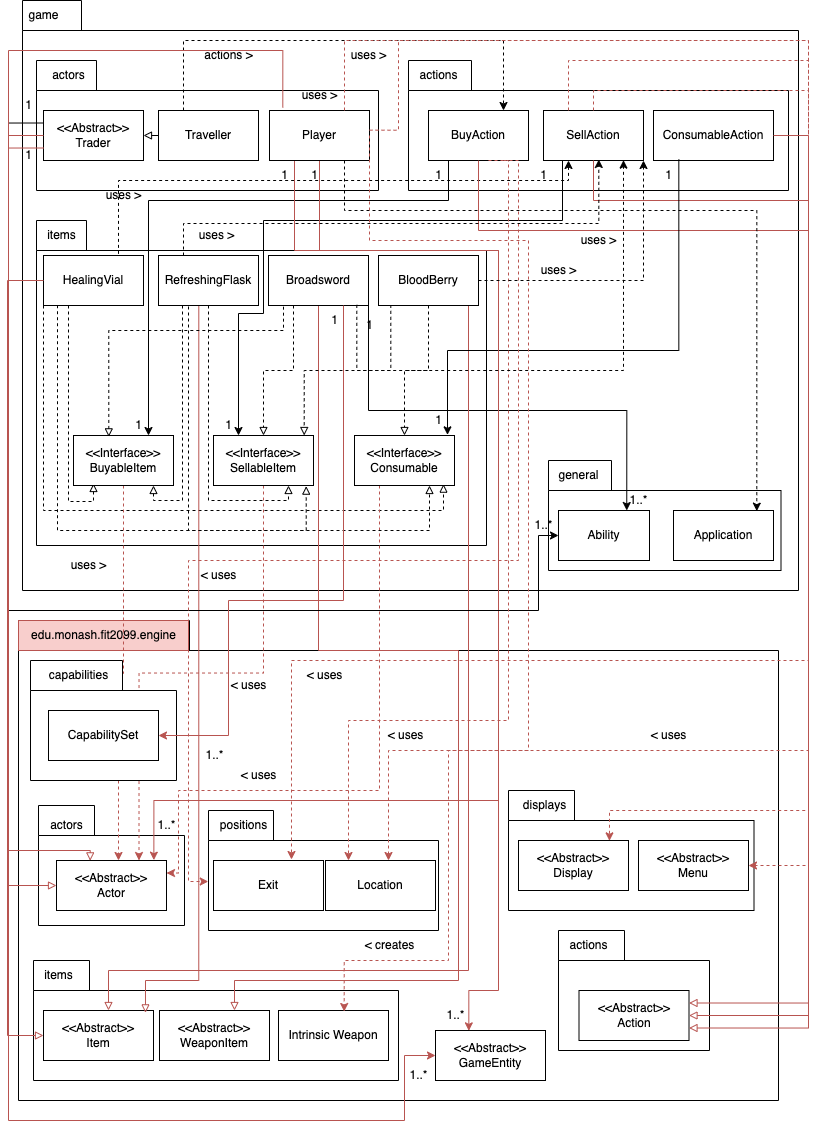 game
actions >
uses >
actors
actions
uses >
1
<<Abstract>>
Trader
Traveller
Player
BuyAction
SellAction
ConsumableAction
1
1
1
1
1
1
uses >
items
uses >
uses >
uses >
HealingVial
RefreshingFlask
Broadsword
BloodBerry
1
1
1
1
1
<<Interface>>
BuyableItem
<<Interface>>
SellableItem
<<Interface>>
Consumable
general
1..*
1..*
Ability
Application
uses >
< uses
edu.monash.fit2099.engine
capabilities
< uses
< uses
CapabilitySet
< uses
< uses
1..*
< uses
actors
1..*
positions
displays
<<Abstract>>
Actor
Exit
Location
<<Abstract>>
Display
<<Abstract>>
Menu
< creates
actions
items
<<Abstract>>
Item
<<Abstract>>
WeaponItem
Intrinsic Weapon
<<Abstract>>
Action
1..*
<<Abstract>>
GameEntity
1..*